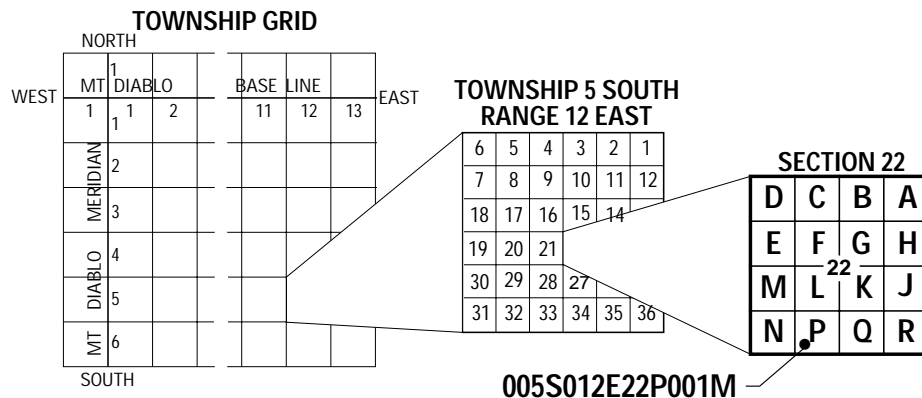 TOWNSHIP GRID
NORTH
1
MT DIABLO BASE LINE
WEST EAST
1 1 2 11 12 13
1
2
3
4
5
6
MT DIABLO MERIDIAN
SOUTH
TOWNSHIP 5 SOUTH
RANGE 12 EAST
6 5 4 3 2 1
7 8 9 10 11 12
18 17 16 15 14
19 20 21
30 29 28 27
31 32 33 34 35 36
SECTION 22
D C B A
E F G H
22
M L K J
N P Q R
005S012E22P001M